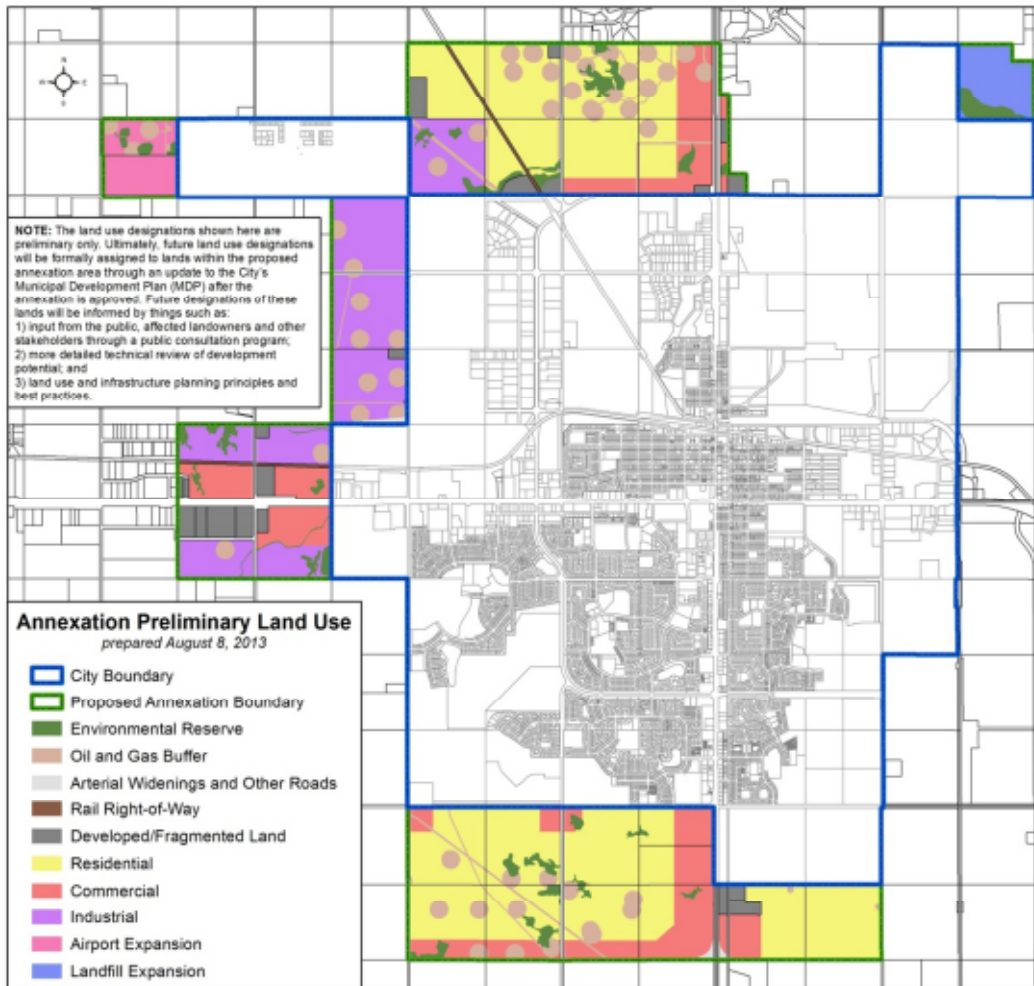 N
W
E
S
NOTE: The land use designations shown here are
preliminary only. Ultimately, future land use designations
will be formally assigned to lands within the proposed
annexation area through an update to the City's
Municipal Development Plan (MDP) after the
annexation is approved. Future designations of these
lands will be informed by things such as:
1) input from the public, affected landowners and other
stakeholders through a public consultation program;
2) more detailed technical review of development
potential; and
3) land use and infrastructure planning principles and
best practices.
Annexation Preliminary Land Use
prepared August 8, 2013
City Boundary
Proposed Annexation Boundary
Environmental Reserve
Oil and Gas Buffer
Arterial Widenings and Other Roads
Rail Right-of-Way
Developed/Fragmented Land
Residential
Commercial
Industrial
Airport Expansion
Landfill Expansion